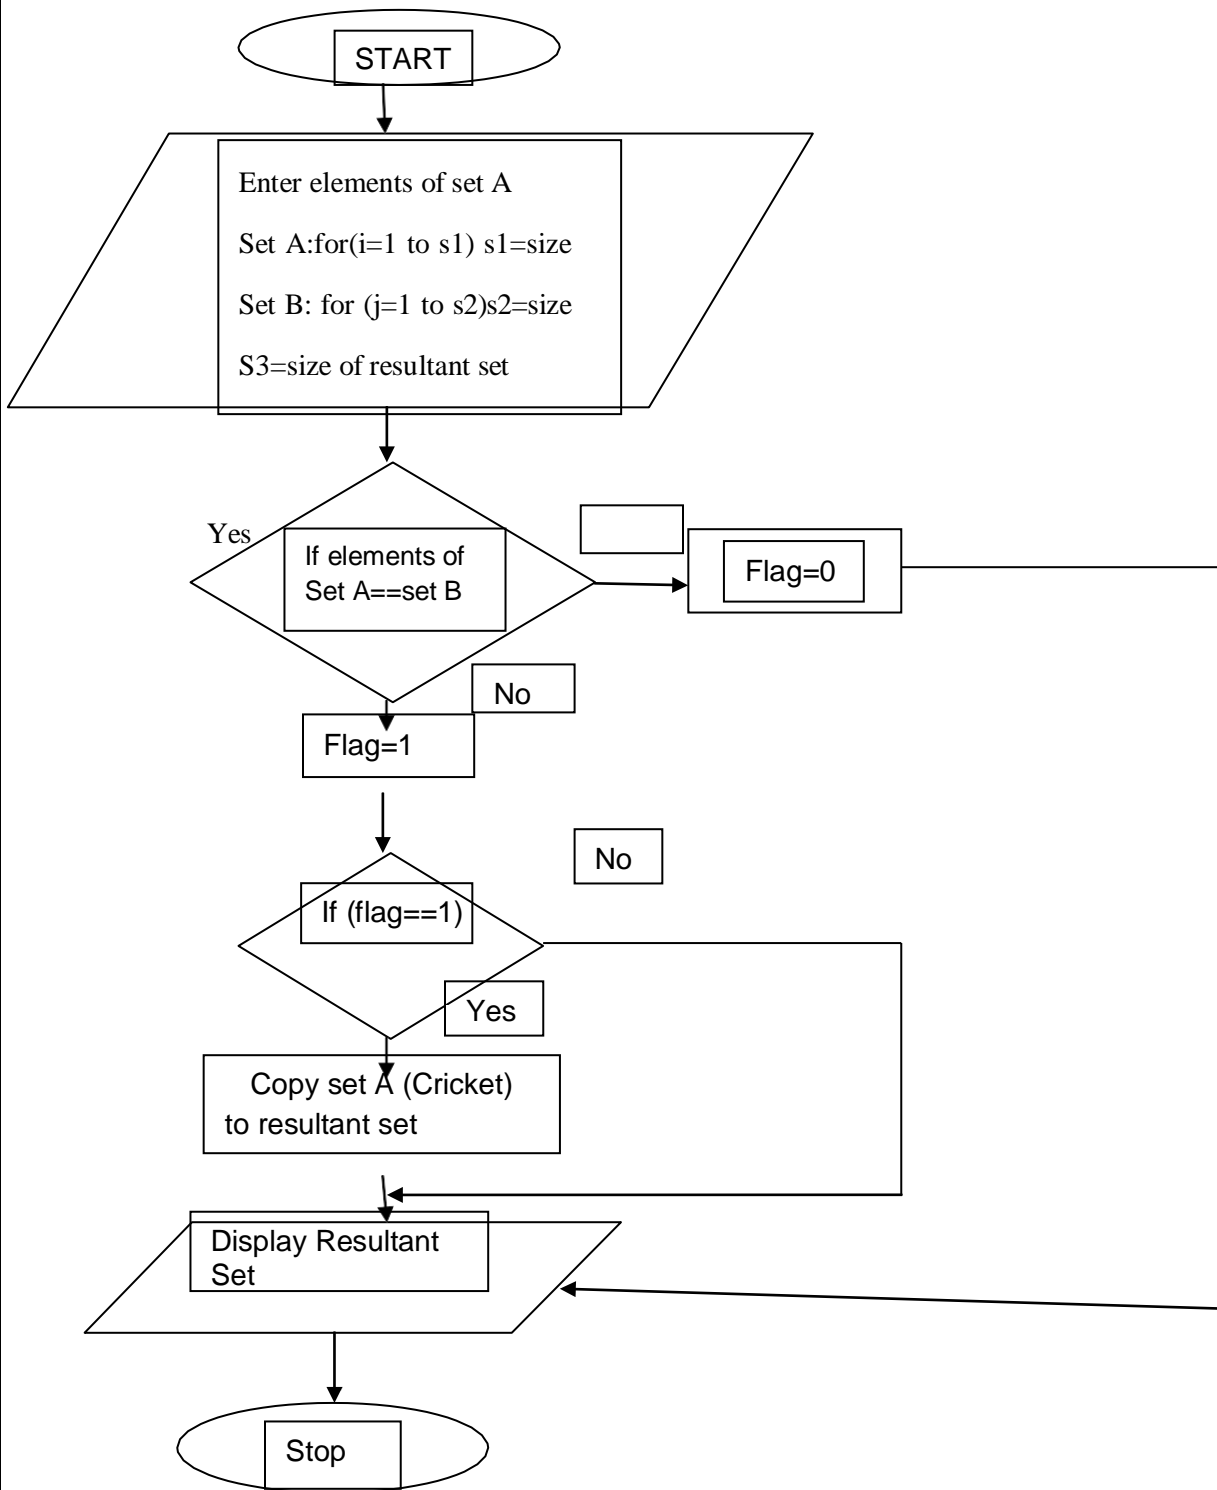 START
Enter elements of set A
Set A:for(i=1 to s1) s1=size
Set B: for (j=1 to s2)s2=size
S3=size of resultant set
Yes
If elements of
Set A==set B
Flag=0
No
Flag=1
No
If (flag==1)
Yes
Copy set A (Cricket)
to resultant set
Display Resultant
Set
Stop